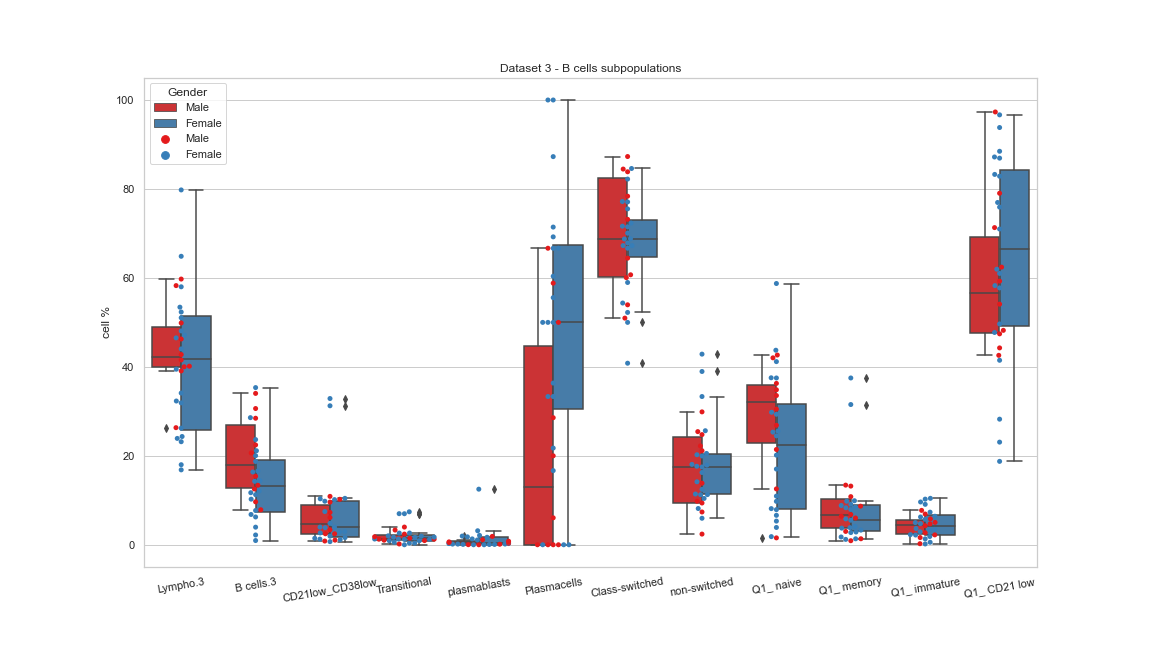 Dataset 3 - B cells subpopulations
Gender
Male
Female
Male
Female
cell %
100
80
60
40
20
0
Lympho.3
B cells.3
CD21low_CD38low
Transitional
plasmablasts
Plasmacells
Class-switched
non-switched
Q1_ naive
Q1_ memory
Q1_ immature
Q1_ CD21 low